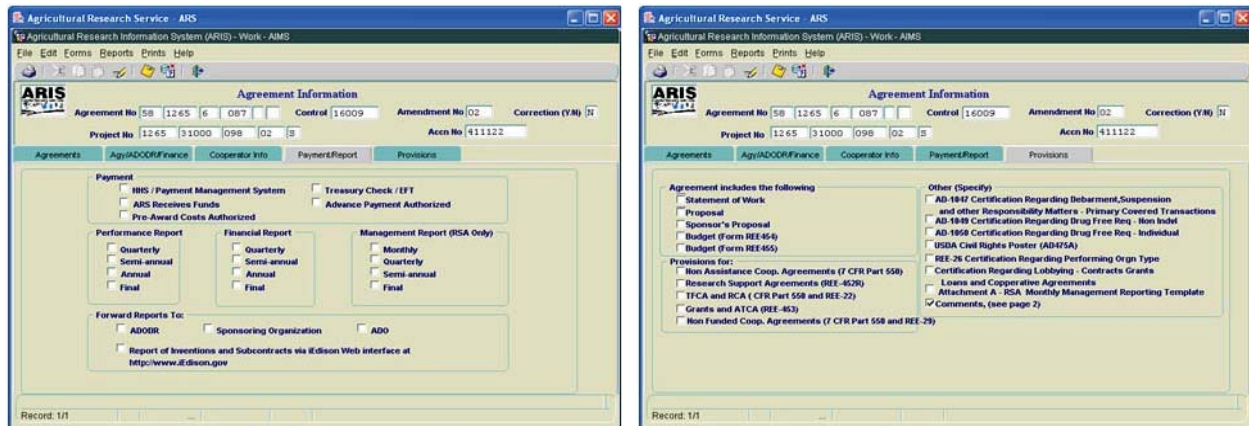 Agricultural Research Service - ARS
Agricultural Research Information System (ARIS) - Work - AIMS
File Edit Forms Reports Prints Help
ARIS
Agreement Information
Agreement No 58 1265 6 087 Control 16009 Amendment No 02 Correction (Y/N) N
Project No 1265 31000 098 02 S Accn No 411122
Agreements Agy/ADODR/Finance Cooperator Info Payment/Report Provisions
Payment
HHS / Payment Management System Treasury Check / EFT
ARS Receives Funds Advance Payment Authorized
Pre-Award Costs Authorized
Performance Report Financial Report Management Report (RSA Only)
Quarterly Quarterly Monthly
Semi-annual Semi-annual Quarterly
Annual Annual Semi-annual
Final Final Final
Forward Reports To:
ADODR Sponsoring Organization ADO
Report of Inventions and Subcontracts via iEdison Web interface at
http://www.iEdison.gov
Record: 1/1 ...
Agricultural Research Service - ARS
Agricultural Research Information System (ARIS) - Work - AIMS
File Edit Forms Reports Prints Help
ARIS
Agreement Information
Agreement No 58 1265 6 087 Control 16009 Amendment No 02 Correction (Y/N) N
Project No 1265 31000 098 02 S Accn No 411122
Agreements Agy/ADODR/Finance Cooperator Info Payment/Report Provisions
Agreement includes the following
Statement of Work
Proposal
Sponsor's Proposal
Budget (Form REE454)
Budget (Form REE455)
Provisions for:
Non Assistance Coop. Agreements (7 CFR Part 550)
Research Support Agreements (REE-452R)
TFCA and RCA ( CFR Part 550 and REE-22)
Grants and ATCA (REE-453)
Non Funded Coop. Agreements (7 CFR Part 550 and REE-29)
Other (Specify)
AD-1047 Certification Regarding Debarment,Suspension
and other Responsibility Matters - Primary Covered Transactions
AD-1049 Certification Regarding Drug Free Req - Non Indvl
AD-1050 Certification Regarding Drug Free Req - Individual
USDA Civil Rights Poster (AD475A)
REE-26 Certification Regarding Performing Orgn Type
Certification Regarding Lobbying - Contracts Grants
Loans and Copperative Agreements
Attachment A - RSA Monthly Management Reporting Template
Comments, (see page 2)
Record: 1/1 ...